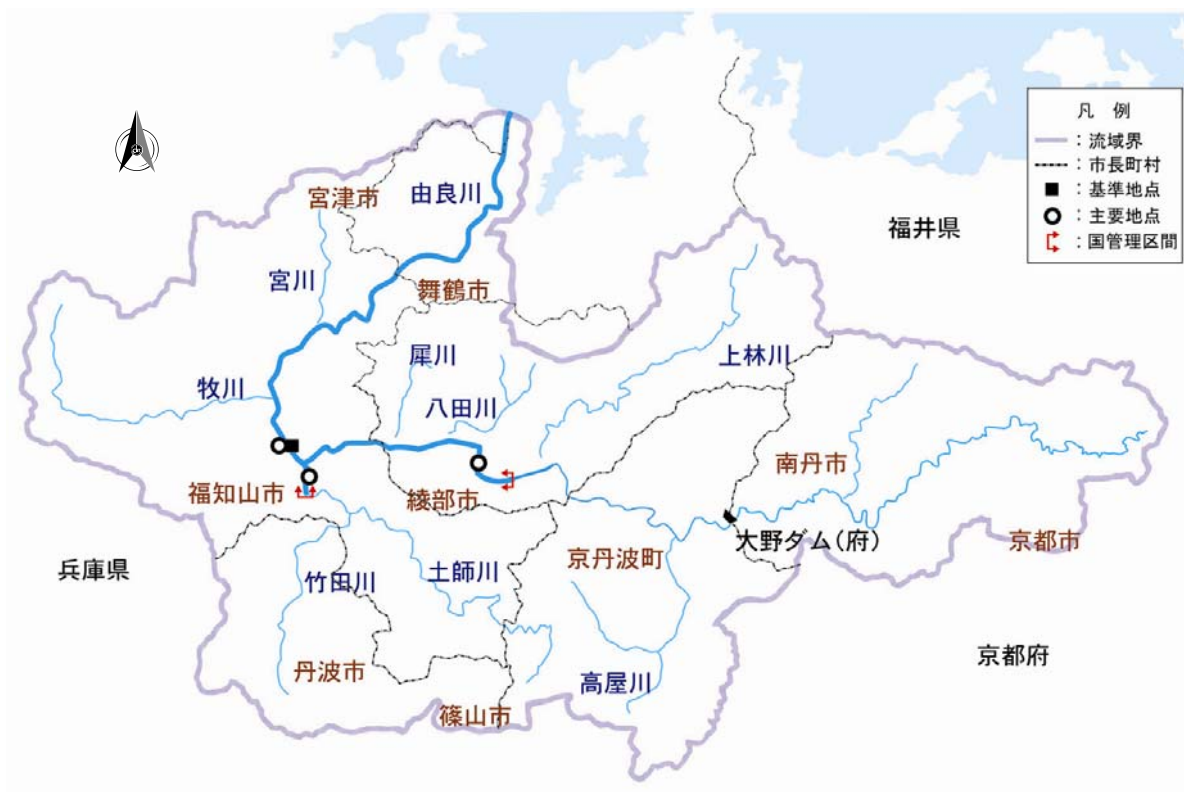 凡 例
：流域界
：市長町村
：基準地点
：主要地点
：国管理区間
宮津市
由良川
福井県
宮川
舞鶴市
犀川
上林川
牧川
八田川
南丹市
福知山市
綾部市
大野ダム(府)
京都市
兵庫県
京丹波町
竹田川
土師川
京都府
丹波市
高屋川
篠山市